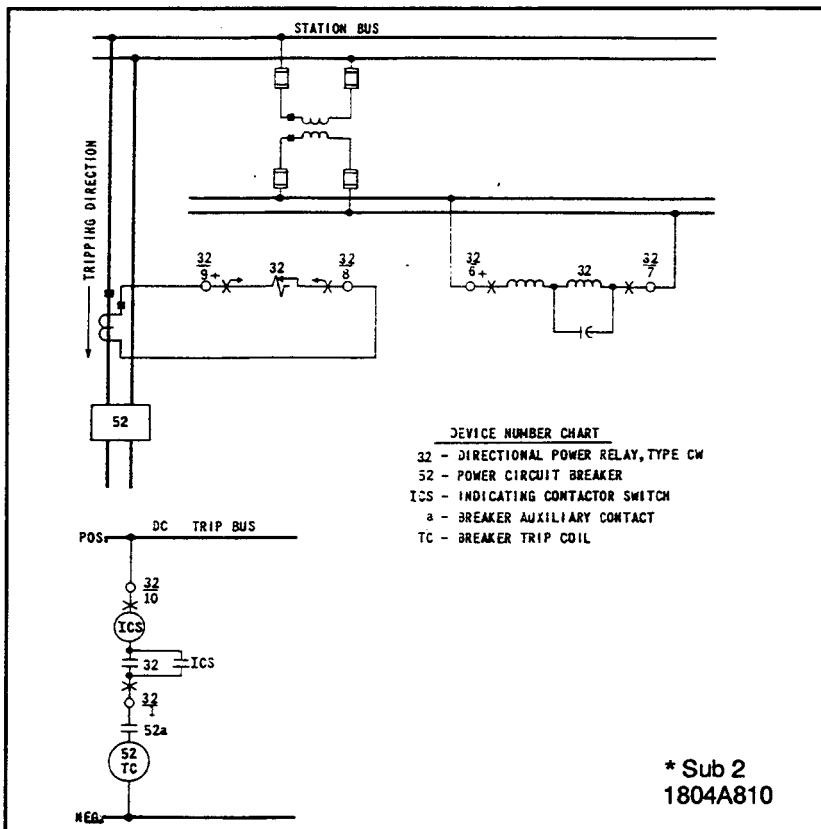 STATION BUS
TRIPPING DIRECTION
32
9
+
32
32
8
32
6
+
32
32
7
52
DEVICE NUMBER CHART
32 - DIRECTIONAL POWER RELAY, TYPE CW
52 - POWER CIRCUIT BREAKER
ICS - INDICATING CONTACTOR SWITCH
a - BREAKER AUXILIARY CONTACT
TC - BREAKER TRIP COIL
DC TRIP BUS
POS.
32
10
ICS
32
ICS
32
1
52a
52
TC
NEG.
* Sub 2
1804A810